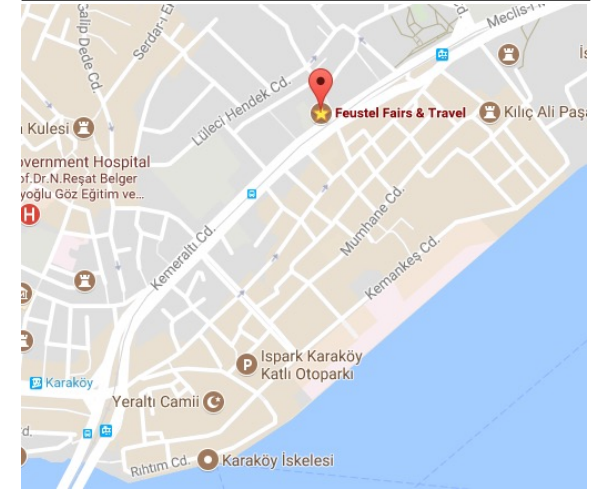 Galip Dede Cd.
Serdar-ı E
Meclis-i
Lüleci Hendek Cd.
Feustel Fairs & Travel
Kılıç Ali Paşa
İs
Kulesi
overnment Hospital
of.Dr.N.Reşat Belger
yoğlu Göz Eğitim ve...
H
Mumhane Cd.
Kemeraltı Cd.
Kemankeş Cd.
P
Ispark Karaköy
Katlı Otoparkı
Karaköy
Yeraltı Camii
d.
Rıhtım Cd.
Karaköy İskelesi